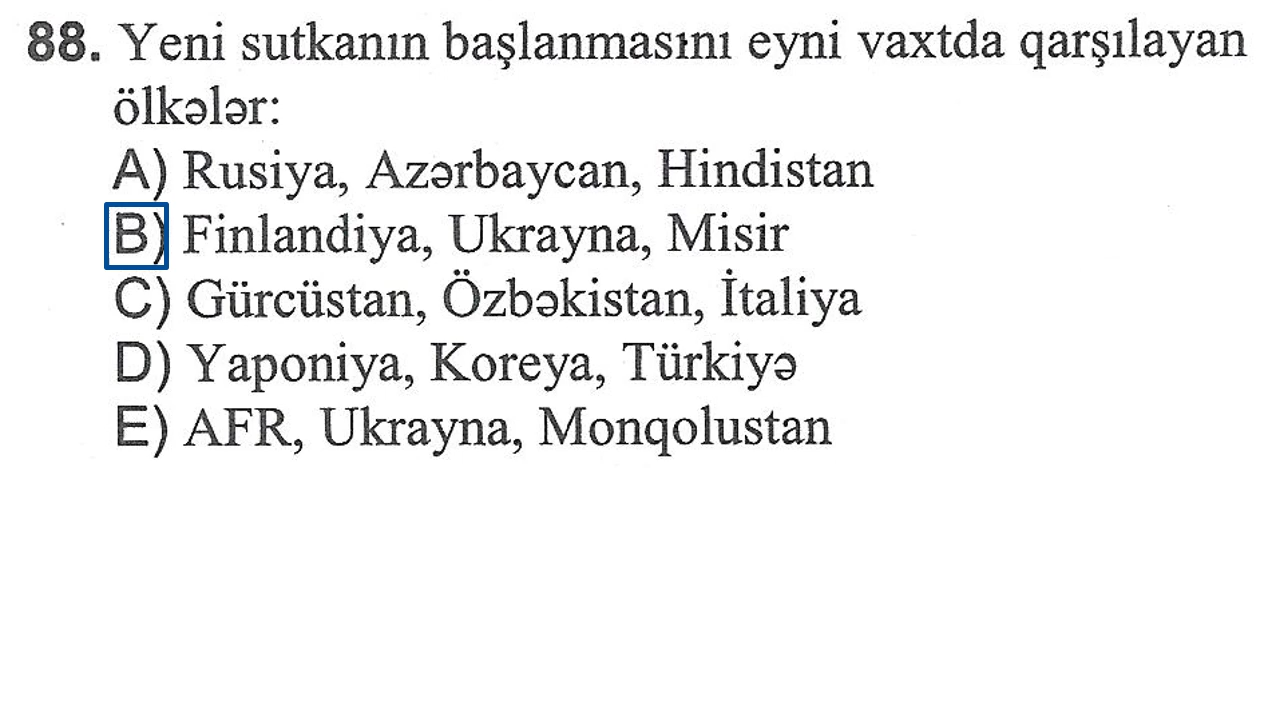 88. Yeni sutkanın başlanmasını eyni vaxtda qarşılayan
ölkələr:
A) Rusiya, Azərbaycan, Hindistan
B) Finlandiya, Ukrayna, Misir
C) Gürcüstan, Özbəkistan, İtaliya
D) Yaponiya, Koreya, Türkiyə
E) AFR, Ukrayna, Monqolustan